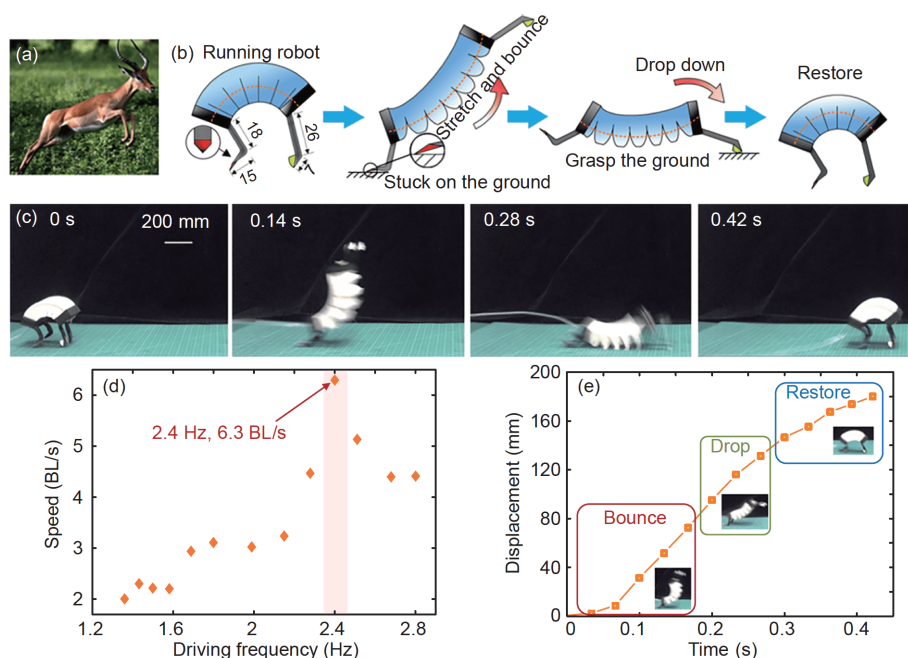 (a)
(b)
Running robot
18
26
15
7
Stuck on the ground
Stretch and bounce
Grasp the ground
Drop down
Restore
(c)
0 s
200 mm
0.14 s
0.28 s
0.42 s
(d)
6
5
4
3
2
Speed (BL/s)
2.4 Hz, 6.3 BL/s
1.2
1.6
2
2.4
2.8
Driving frequency (Hz)
(e)
200
160
120
80
40
0
Displacement (mm)
Bounce
Drop
Restore
0
0.1
0.2
0.3
0.4
Time (s)